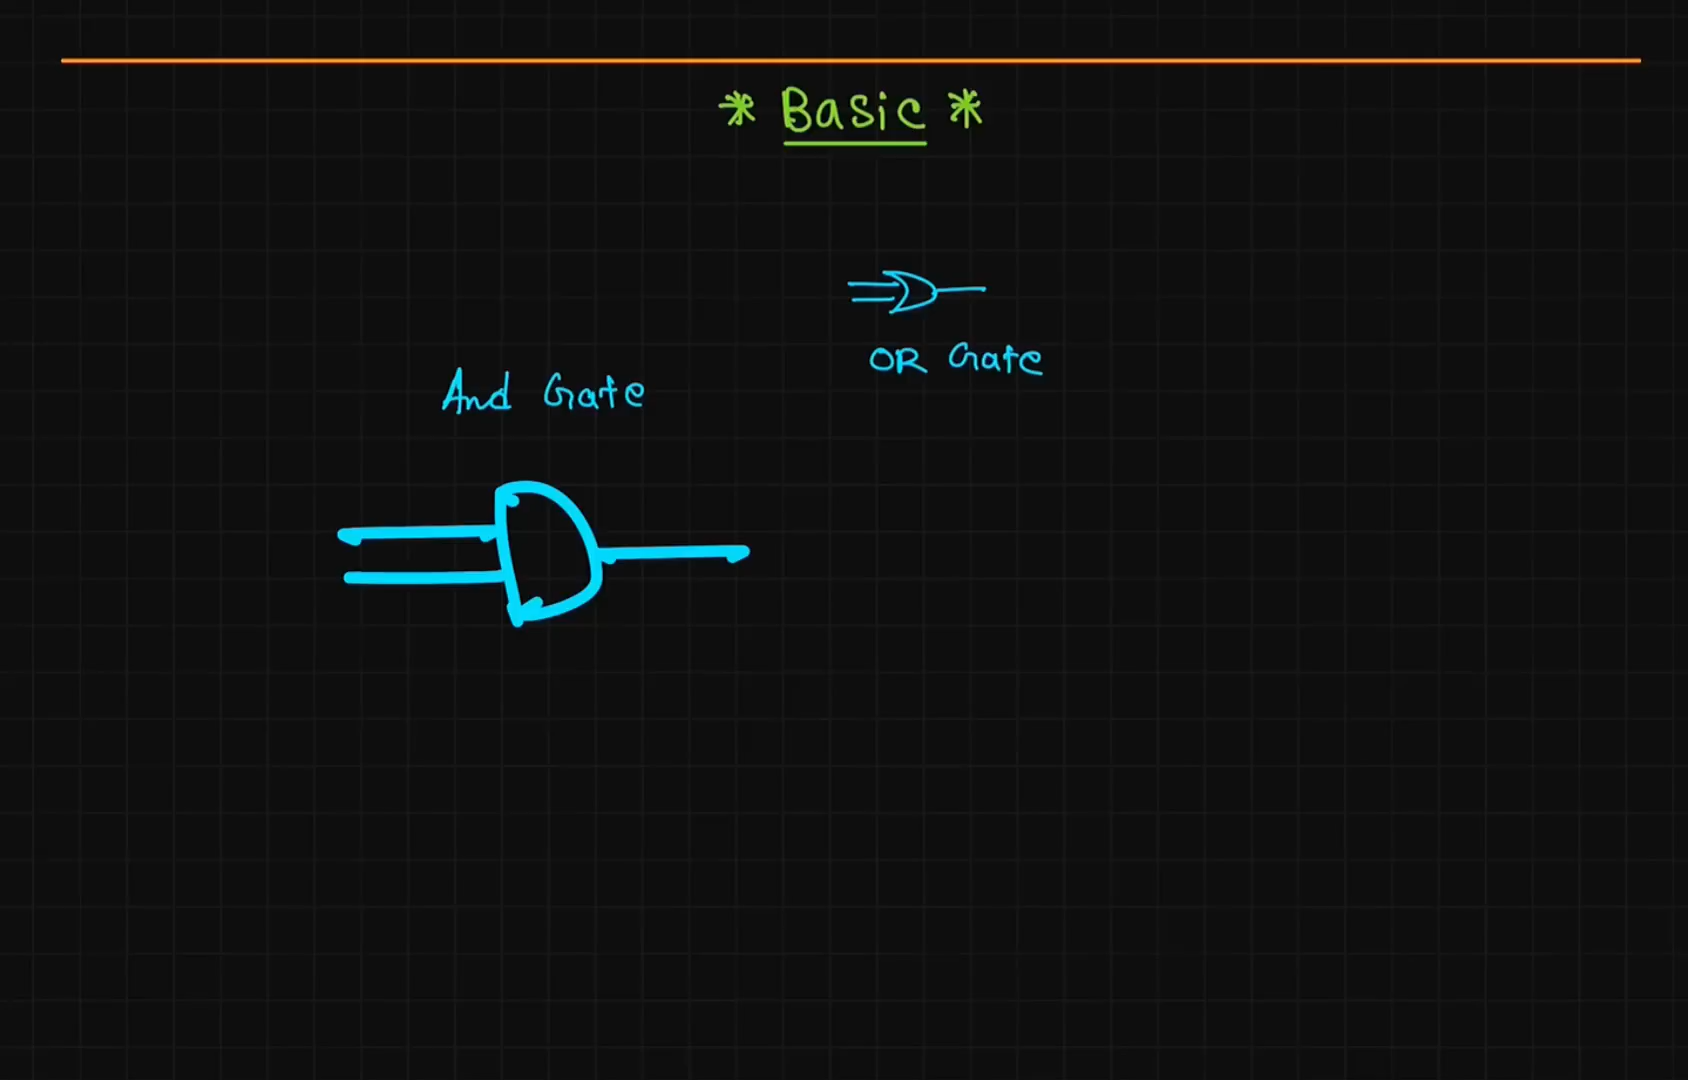 * Basic *
OR Gate
And Gate